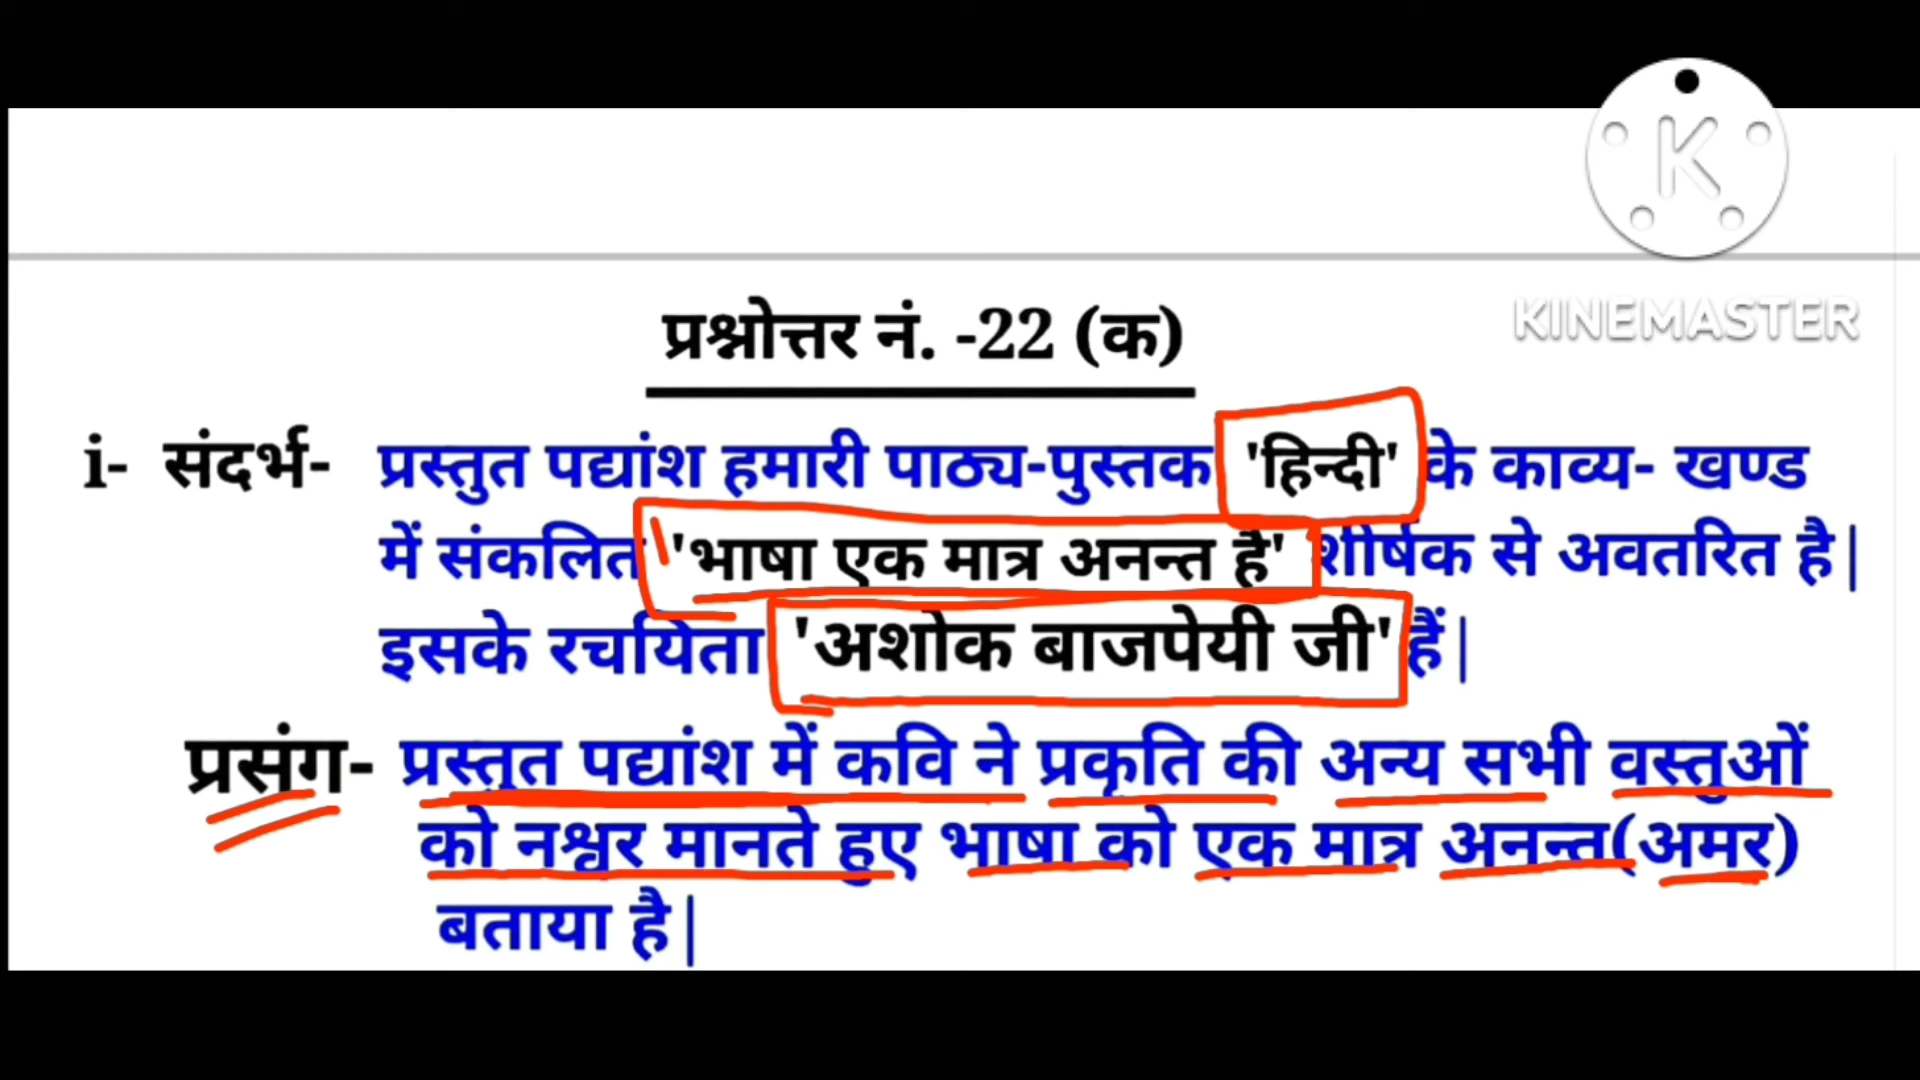 K
KINEMASTER
प्रश्नोत्तर नं. -22 (क)
i- संदर्भ- प्रस्तुत पद्यांश हमारी पाठ्य-पुस्तक 'हिन्दी' के काव्य- खण्ड
में संकलित 'भाषा एक मात्र अनन्त है' शीर्षक से अवतरित है|
इसके रचयिता 'अशोक बाजपेयी जी' हैं|
प्रसंग- प्रस्तुत पद्यांश में कवि ने प्रकृति की अन्य सभी वस्तुओं
को नश्वर मानते हुए भाषा को एक मात्र अनन्त(अमर)
बताया है|